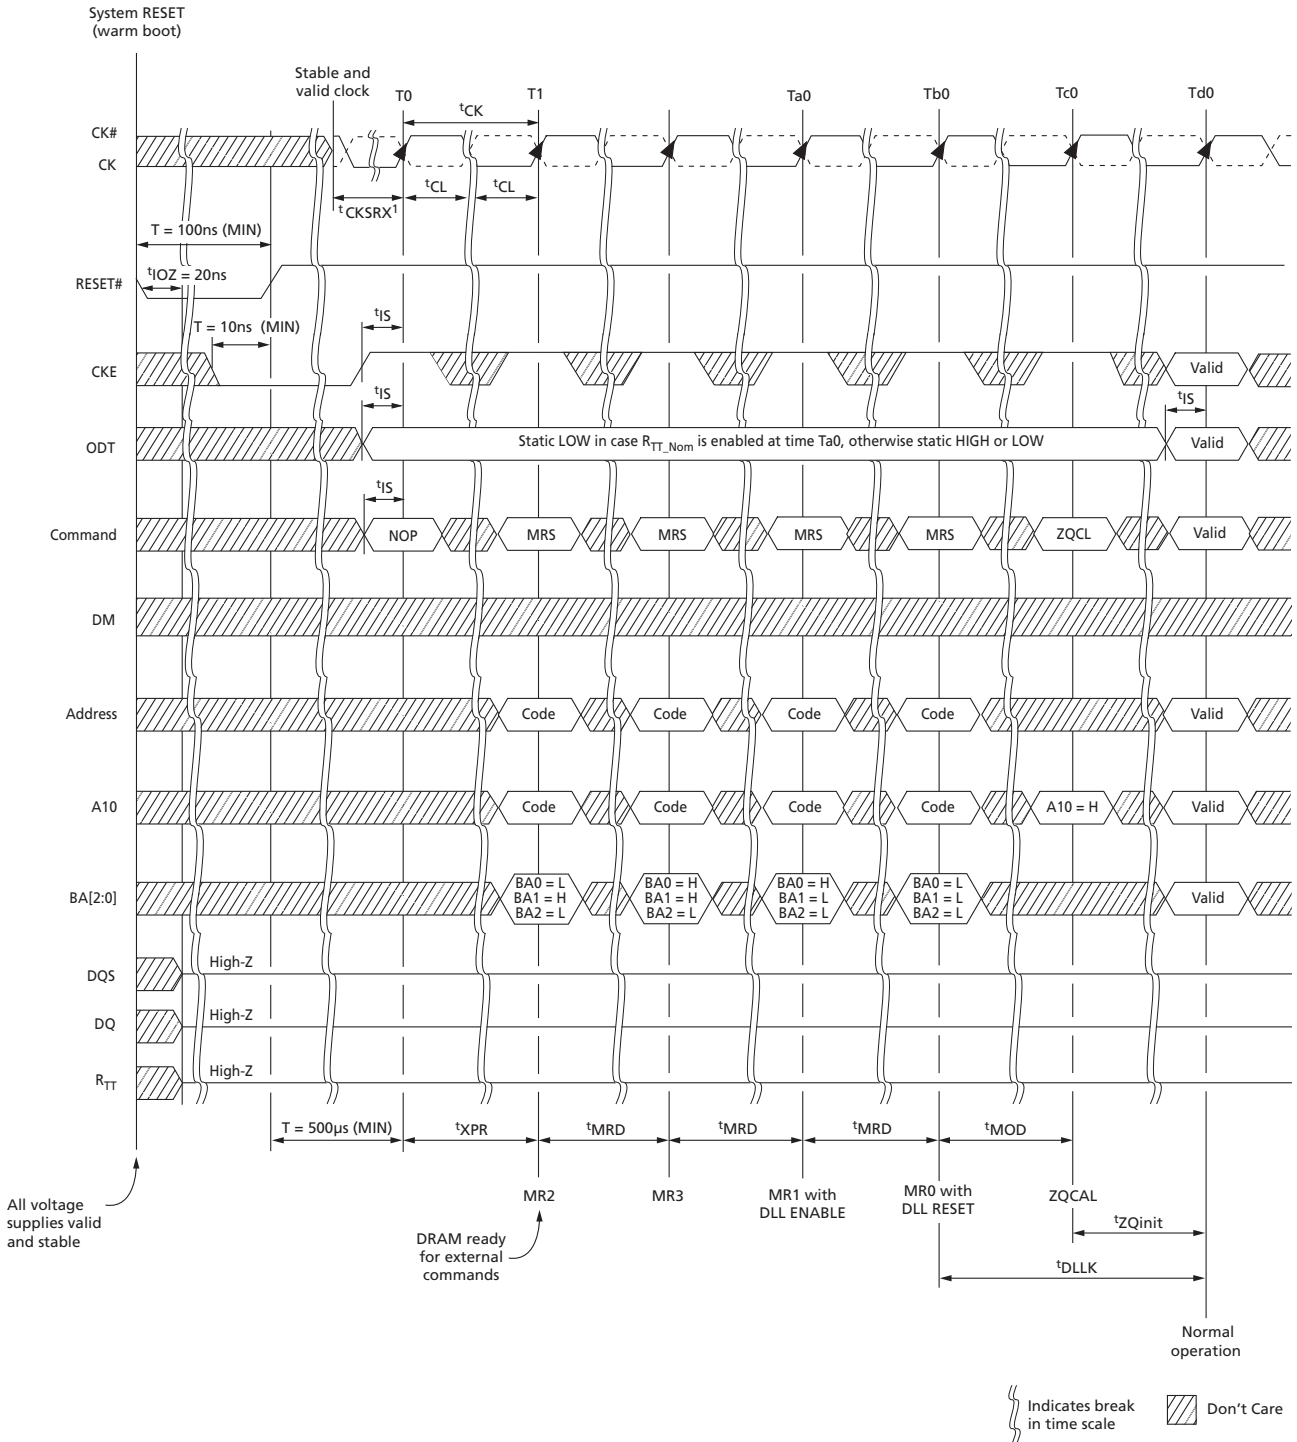 System RESET
(warm boot)
Stable and
valid clock
T0
T1
Ta0
Tb0
Tc0
Td0
tCK
CK#
CK
tCL
tCL
tCKSRX1
T = 100ns (MIN)
tIOZ = 20ns
RESET#
tIS
T = 10ns (MIN)
CKE
Valid
tIS
tIS
ODT
Static LOW in case RTT_Nom is enabled at time Ta0, otherwise static HIGH or LOW
Valid
tIS
Command
NOP
MRS
MRS
MRS
MRS
ZQCL
Valid
DM
Address
Code
Code
Code
Code
Valid
A10
Code
Code
Code
Code
A10 = H
Valid
BA[2:0]
BA0 = L
BA1 = H
BA2 = L
BA0 = H
BA1 = H
BA2 = L
BA0 = H
BA1 = L
BA2 = L
BA0 = L
BA1 = L
BA2 = L
Valid
DQS
High-Z
DQ
High-Z
RTT
High-Z
T = 500µs (MIN)
tXPR
tMRD
tMRD
tMRD
tMOD
MR2
MR3
MR1 with
DLL ENABLE
MR0 with
DLL RESET
ZQCAL
All voltage
supplies valid
and stable
DRAM ready
for external
commands
tZQinit
tDLLK
Normal
operation
Indicates break
in time scale
Don't Care